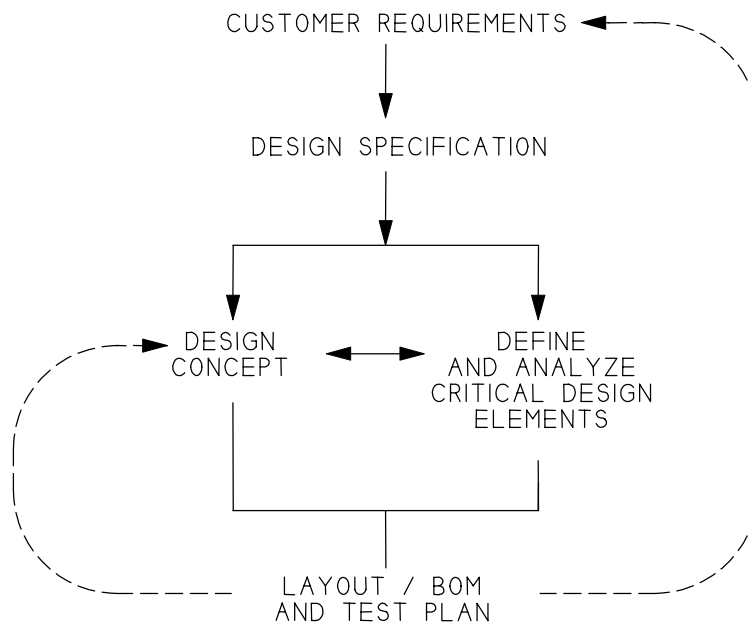 CUSTOMER REQUIREMENTS
DESIGN SPECIFICATION
DESIGN
CONCEPT
DEFINE
AND ANALYZE
CRITICAL DESIGN
ELEMENTS
LAYOUT / BOM
AND TEST PLAN